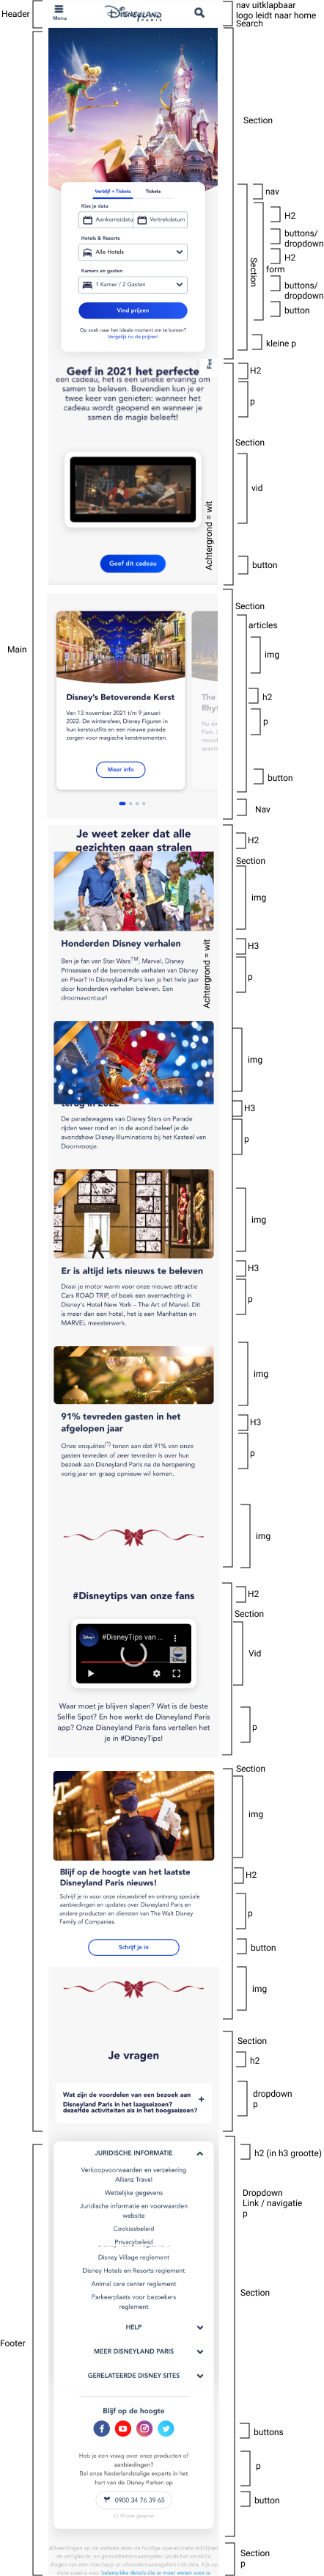 Header
Menu
Disneyland
PARIS
nav uitklapbaar
logo leidt naar home
Search
Section
Verblijf + Tickets
Tickets
nav
Kies je data
H2
Aankomstdatu
Vertrekdatum
buttons/
dropdown
Hotels & Resorts
H2
Alle Hotels
form
Section
Kamers en gasten
buttons/
dropdown
1 Kamer / 2 Gasten
Vind prijzen
button
Op zoek naar het ideale moment om te komen?
Vergelijk nu de prijzen!
kleine p
Geef in 2021 het perfecte
H2
een cadeau, het is een unieke ervaring om
samen te beleven. Bovendien kun je er
twee keer van genieten: wanneer het
cadeau wordt geopend en wanneer je
samen de magie beleeft!
p
Section
vid
Achtergrond = wit
Geef dit cadeau
button
Section
articles
img
Main
Disney's Betoverende Kerst
h2
The
Van 13 november 2021 t/m 9 januari
2022. De wintersfeer, Disney Figuren in
hun kerstoutfits en een nieuwe parade
zorgen voor magische kerstmomenten.
p
Meer info
button
Nav
Je weet zeker dat alle
gezichten gaan stralen
H2
Section
img
Honderden Disney verhalen
H3
Ben je fan van Star Wars™, Marvel, Disney
Prinsessen of de beroemde verhalen van Disney
en Pixar? In Disneyland Paris kun je het hele jaar
door honderden verhalen beleven. Een
droomavontuur!
p
Achtergrond = wit
img
terug in 2022
H3
De paradewagens van Disney Stars on Parade
rijden weer rond en in de avond beleef je de
avondshow Disney Illuminations bij het Kasteel van
Doornroosje.
p
img
Er is altijd iets nieuws te beleven
H3
Draai je motor warm voor onze nieuwe attractie
Cars ROAD TRIP, of boek een overnachting in
Disney's Hotel New York – The Art of Marvel. Dit
is meer dan een hotel, het is een Manhattan en
MARVEL meesterwerk.
p
img
91% tevreden gasten in het
afgelopen jaar
H3
Onze enquêtes(1) tonen aan dat 91% van onze
gasten tevreden of zeer tevreden is over hun
bezoek aan Disneyland Paris na de heropening
vorig jaar en graag opnieuw wil komen.
p
img
#Disneytips van onze fans
H2
Section
#DisneyTips van ...
Vid
Waar moet je blijven slapen? Wat is de beste
Selfie Spot? En hoe werkt de Disneyland Paris
app? Onze Disneyland Paris fans vertellen het
je in #DisneyTips!
p
Section
img
Blijf op de hoogte van het laatste
Disneyland Paris nieuws!
H2
Schrijf je in voor onze nieuwsbrief en ontvang speciale
aanbiedingen en updates over Disneyland Paris en
andere producten en diensten van The Walt Disney
Family of Companies.
p
Schrijf je in
button
img
Section
Je vragen
h2
Wat zijn de voordelen van een bezoek aan
Disneyland Paris in het laagseizoen?
dezelfde activiteiten als in het hoogseizoen?
dropdown
p
JURIDISCHE INFORMATIE
h2 (in h3 grootte)
Verkoopvoorwaarden en verzekering
Allianz Travel
Wettelijke gegevens
Juridische informatie en voorwaarden
website
Cookiesbeleid
Privacybeleid
Dropdown
Link / navigatie
p
Disney Village reglement
Disney Hotels en Resorts reglement
Animal care center reglement
Parkeerplaats voor bezoekers
reglement
Section
HELP
Footer
MEER DISNEYLAND PARIS
GERELATEERDE DISNEY SITES
Blijf op de hoogte
buttons
Heb je een vraag over onze producten of
aanbiedingen?
Bel onze Nederlandstalige experts in het
hart van de Disney Parken op
p
0900 34 76 39 65
button
Section
p